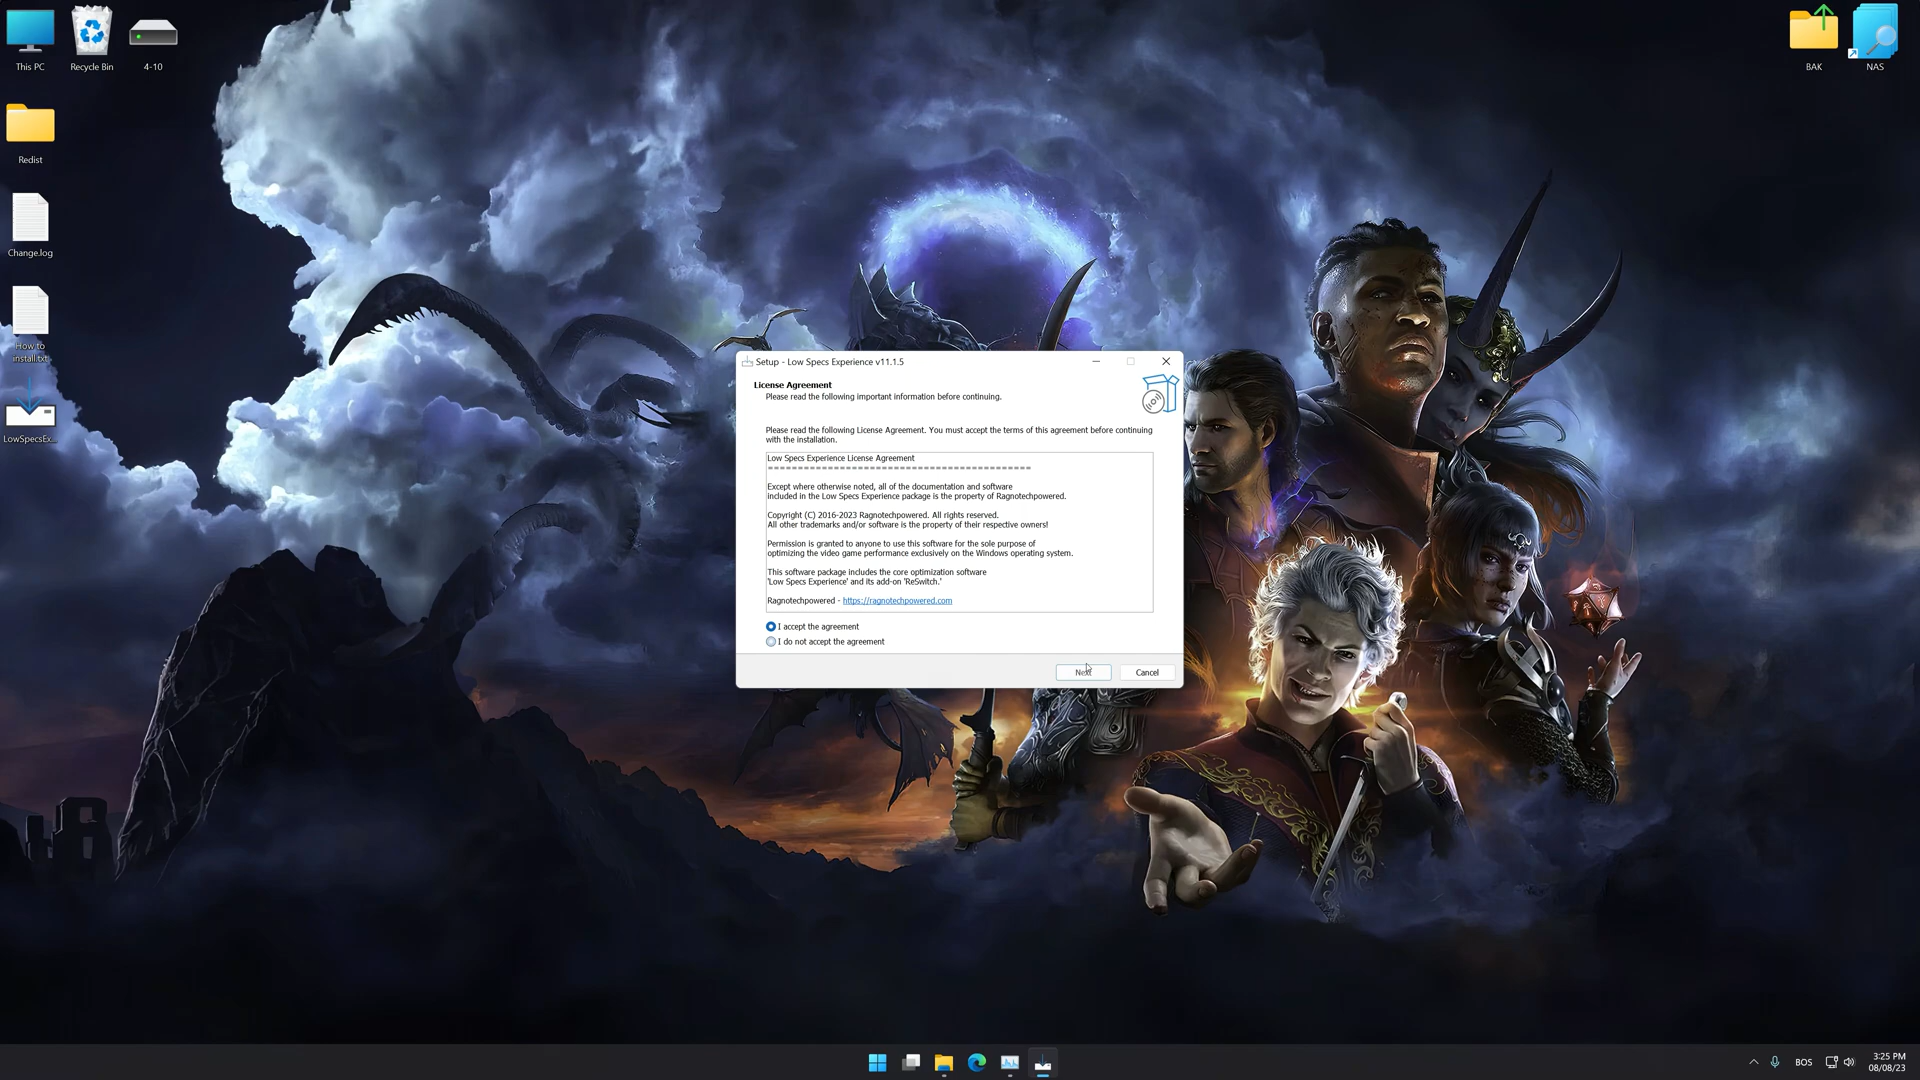 This PC
Recycle Bin
4-10
BAK
NAS
Redist
Change.log
How to
install.txt
LowSpecsEx...
Setup - Low Specs Experience v11.1.5
License Agreement
Please read the following important information before continuing.
Please read the following License Agreement. You must accept the terms of this agreement before continuing
with the installation.
Low Specs Experience License Agreement
============================================
Except where otherwise noted, all of the documentation and software
included in the Low Specs Experience package is the property of Ragnotechpowered.
Copyright (C) 2016-2023 Ragnotechpowered. All rights reserved.
All other trademarks and/or software is the property of their respective owners!
Permission is granted to anyone to use this software for the sole purpose of
optimizing the video game performance exclusively on the Windows operating system.
This software package includes the core optimization software
'Low Specs Experience' and its add-on 'ReSwitch.'
Ragnotechpowered - https://ragnotechpowered.com
I accept the agreement
I do not accept the agreement
Next
Cancel
BOS
3:25 PM
08/08/23